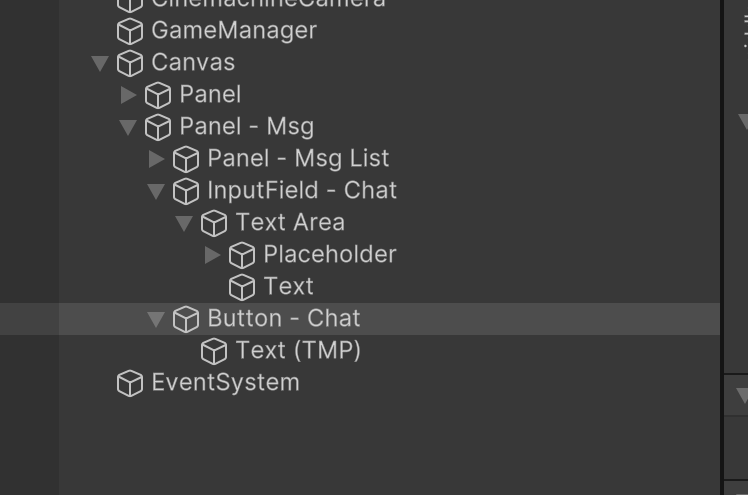 CinemachineCamera
GameManager
Canvas
Panel
Panel - Msg
Panel - Msg List
InputField - Chat
Text Area
Placeholder
Text
Button - Chat
Text (TMP)
EventSystem